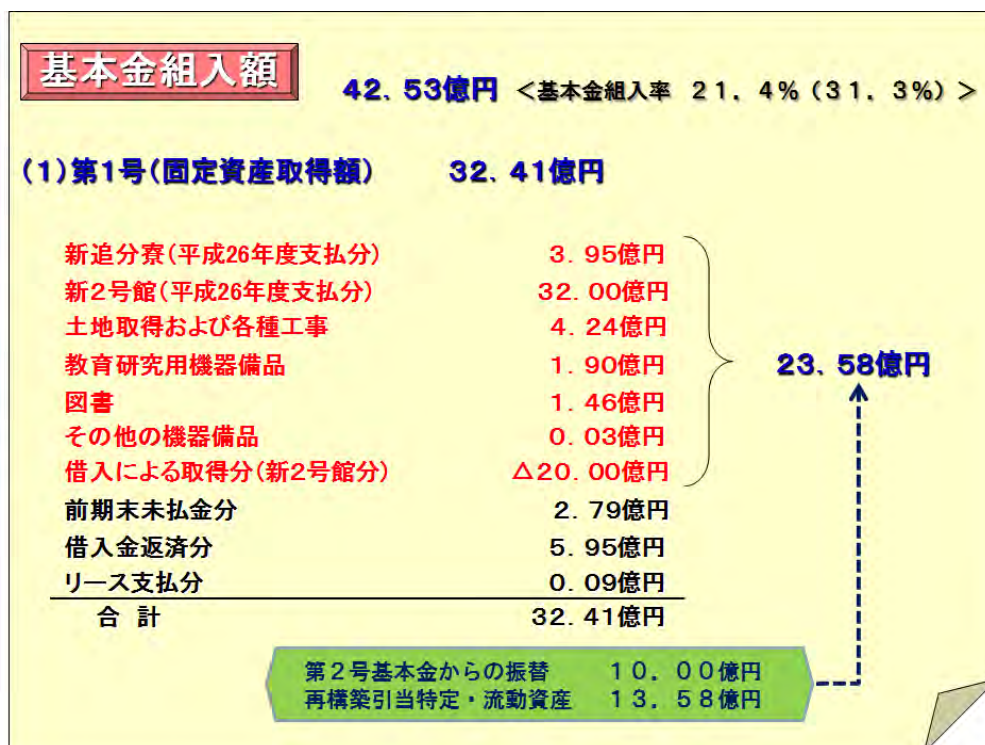 基本金組入額
42．53億円 ＜基本金組入率 ２１．４％（３１．３％）＞
（１）第１号（固定資産取得額） 32．41億円
新追分寮（平成26年度支払分） 3．95億円
新２号館（平成26年度支払分） 32．00億円
土地取得および各種工事 4．24億円
教育研究用機器備品 1．90億円
図書 1．46億円
その他の機器備品 0．03億円
借入による取得分（新２号館分） △20．00億円
23．58億円
前期末未払金分 2．79億円
借入金返済分 5．95億円
リース支払分 0．09億円
合 計 32．41億円
第２号基本金からの振替 １０．００億円
再構築引当特定・流動資産 １３．５８億円